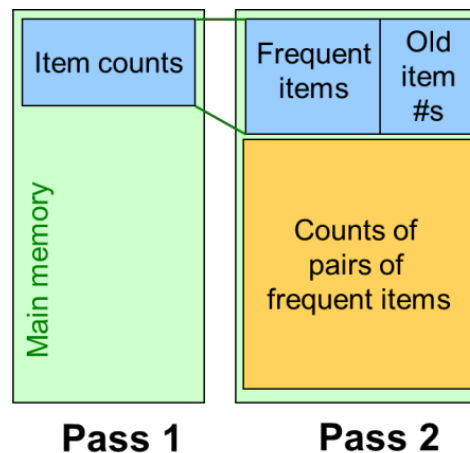 Item counts
Main memory
Frequent
items
Old
item
#s
Counts of
pairs of
frequent items
Pass 1
Pass 2